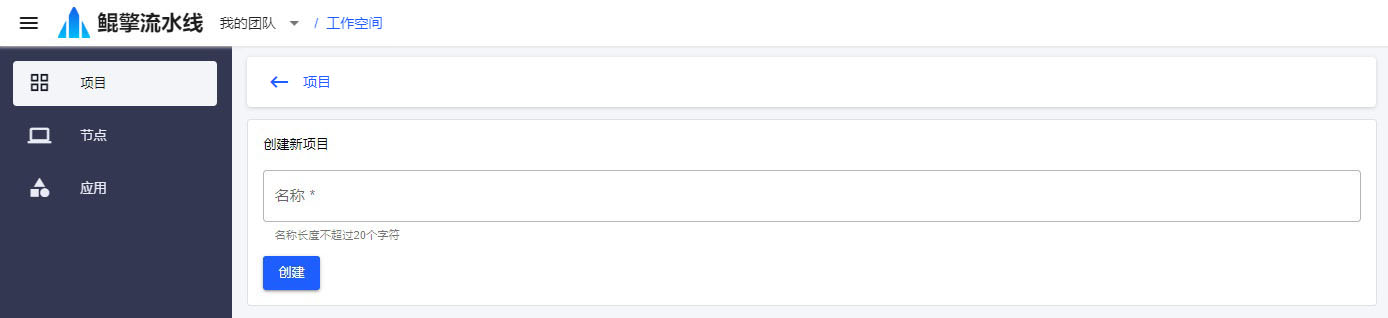 鲲擎流水线 我的团队 / 工作空间
项目
节点
应用
项目
创建新项目
名称 *
名称长度不超过20个字符
创建